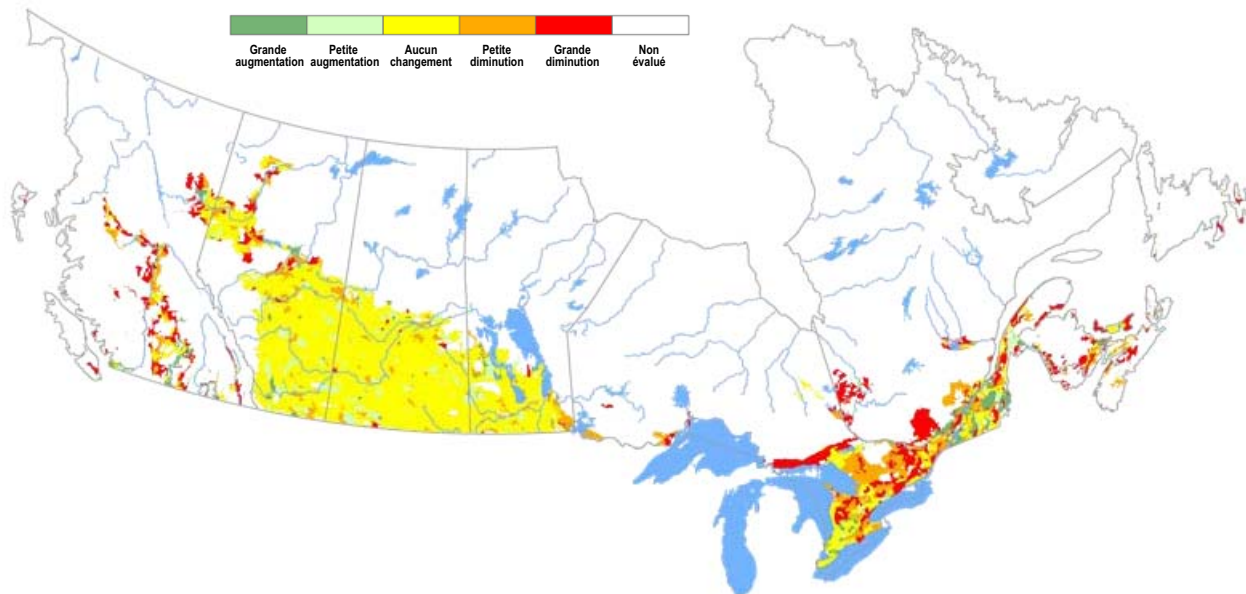 Grande augmentation
Petite augmentation
Aucun changement
Petite diminution
Grande diminution
Non évalué